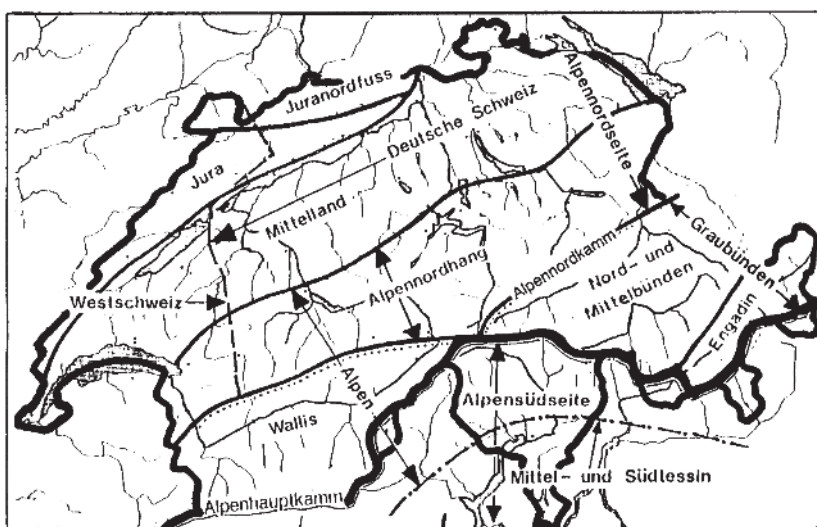 Juranordfuss
Alpennordseite
Deutsche Schweiz
Jura
Mittelland
Alpennordhang
Alpennordkamm
Graubünden
Nord- und
Mittelbünden
Westschweiz
Engadin
Alpen
Alpensüdseite
Wallis
Mittel- und Südtessin
Alpenhauptkamm